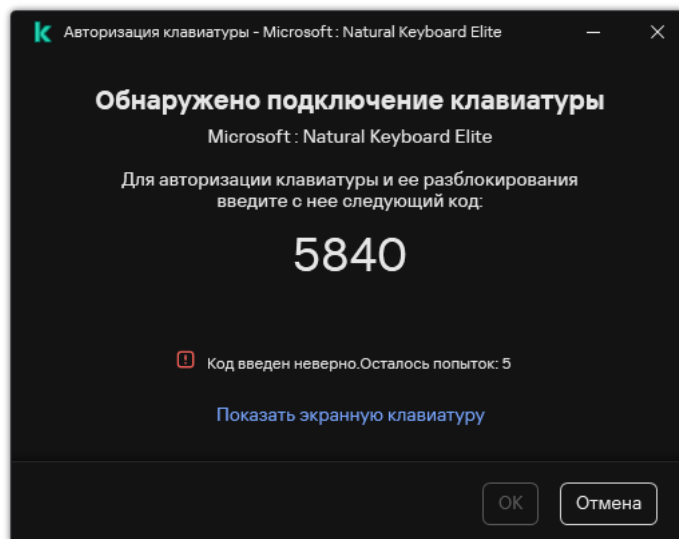 Авторизация клавиатуры - Microsoft : Natural Keyboard Elite
Обнаружено подключение клавиатуры
Microsoft : Natural Keyboard Elite
Для авторизации клавиатуры и ее разблокирования
введите с нее следующий код:
5840
Код введен неверно.Осталось попыток: 5
Показать экранную клавиатуру
OK
Отмена